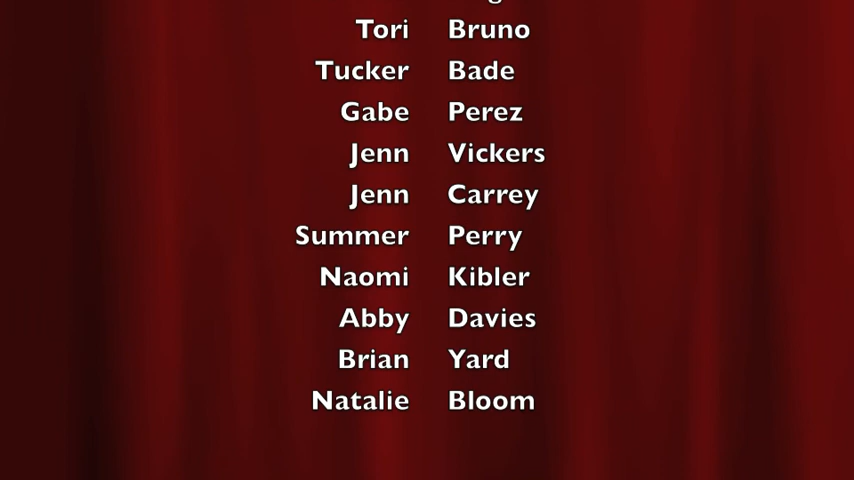 Tori Bruno
Tucker Bade
Gabe Perez
Jenn Vickers
Jenn Carrey
Summer Perry
Naomi Kibler
Abby Davies
Brian Yard
Natalie Bloom